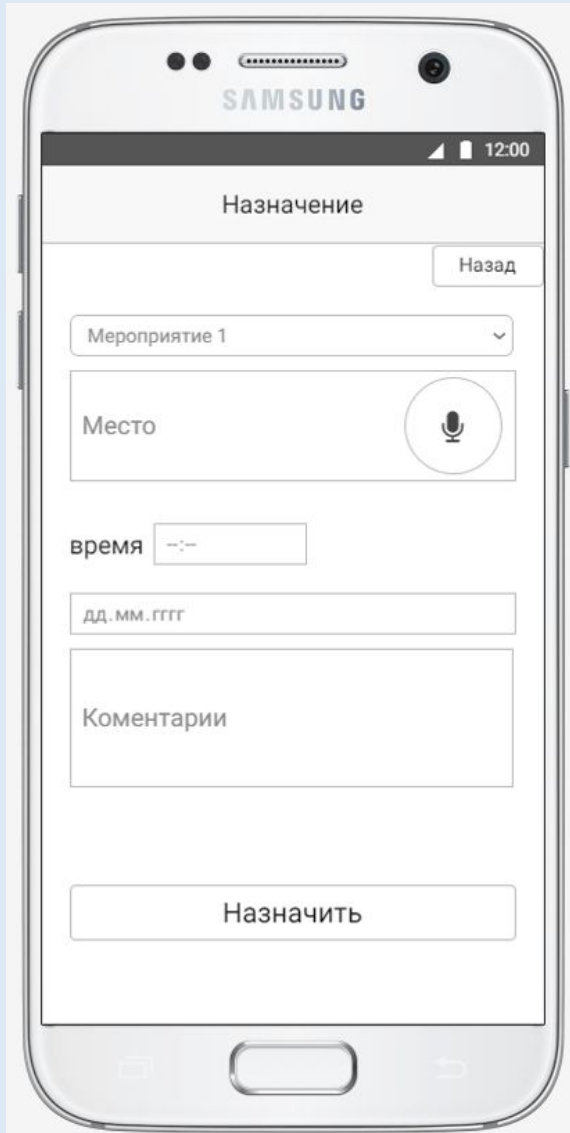 SAMSUNG
12:00
Назначение
Назад
Мероприятие 1
Место
время --:--
дд.мм.гггг
Коментарии
Назначить